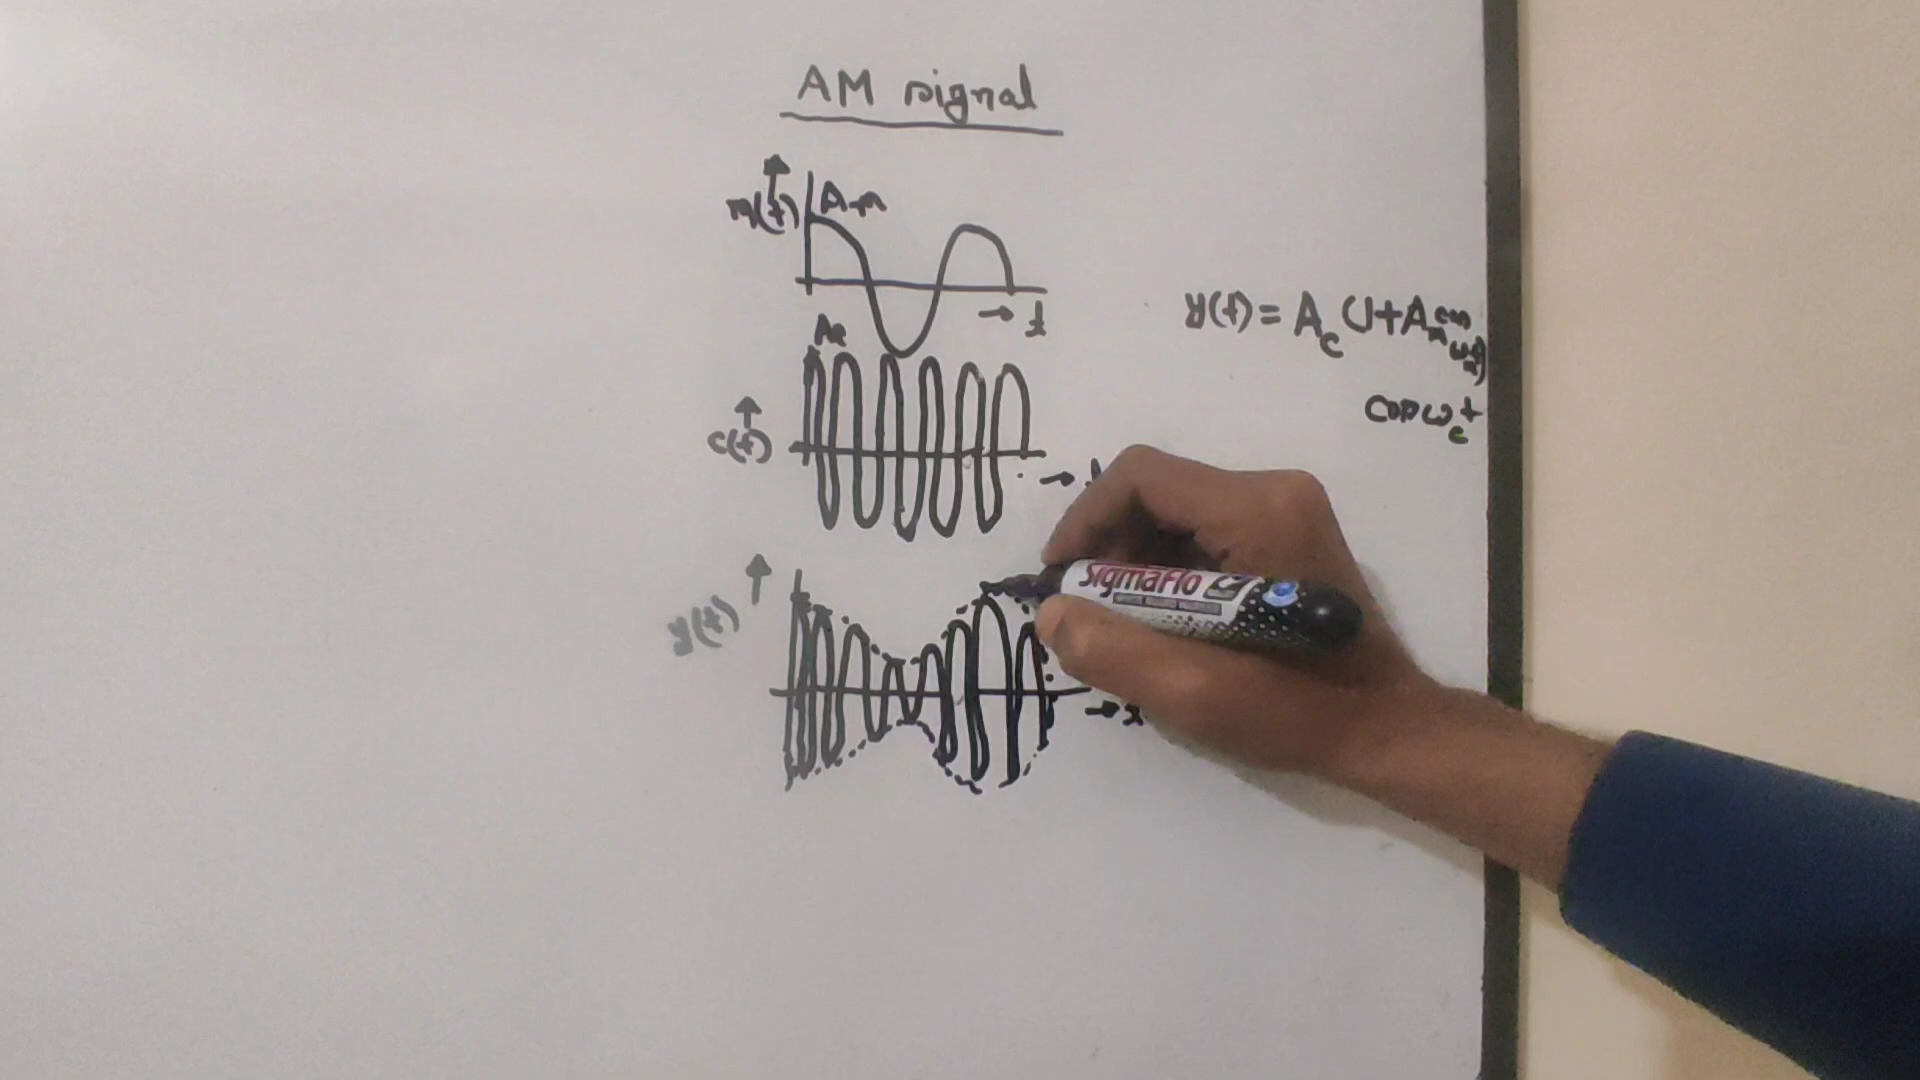 AM signal
m(t)
Am
t
Ac
c(t)
y(t)
y(t) = Ac (1+Am cos ωmt)
cos ωct
SigmaFlo